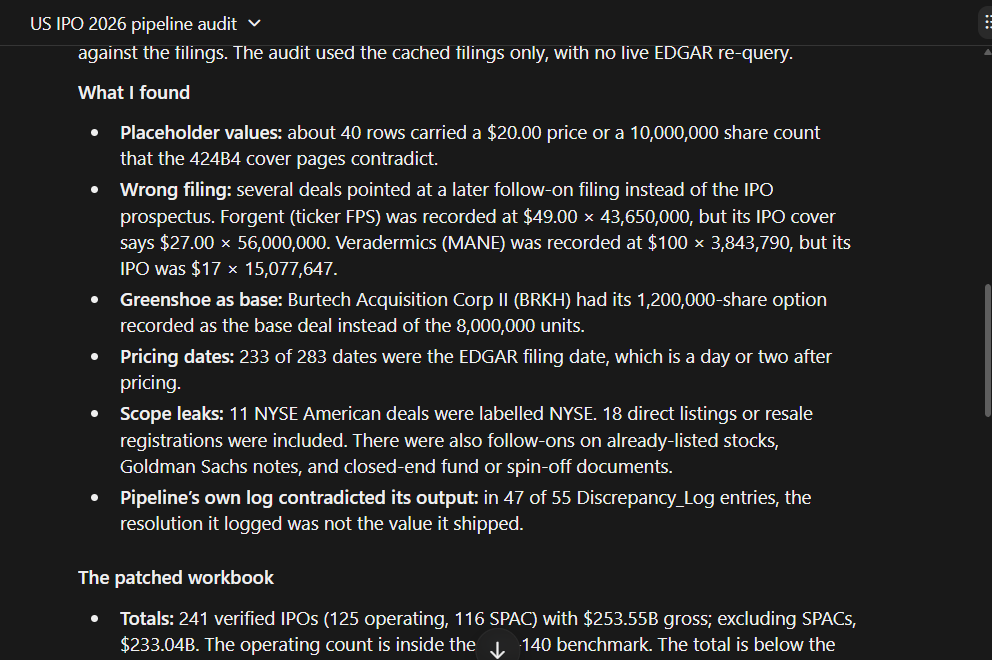 US IPO 2026 pipeline audit
against the filings. The audit used the cached filings only, with no live EDGAR re-query.
What I found
• Placeholder values: about 40 rows carried a $20.00 price or a 10,000,000 share count
that the 424B4 cover pages contradict.
• Wrong filing: several deals pointed at a later follow-on filing instead of the IPO
prospectus. Forgent (ticker FPS) was recorded at $49.00 × 43,650,000, but its IPO cover
says $27.00 × 56,000,000. Veradermics (MANE) was recorded at $100 × 3,843,790, but its
IPO was $17 × 15,077,647.
• Greenshoe as base: Burtech Acquisition Corp II (BRKH) had its 1,200,000-share option
recorded as the base deal instead of the 8,000,000 units.
• Pricing dates: 233 of 283 dates were the EDGAR filing date, which is a day or two after
pricing.
• Scope leaks: 11 NYSE American deals were labelled NYSE. 18 direct listings or resale
registrations were included. There were also follow-ons on already-listed stocks,
Goldman Sachs notes, and closed-end fund or spin-off documents.
• Pipeline’s own log contradicted its output: in 47 of 55 Discrepancy_Log entries, the
resolution it logged was not the value it shipped.
The patched workbook
• Totals: 241 verified IPOs (125 operating, 116 SPAC) with $253.55B gross; excluding SPACs,
$233.04B. The operating count is inside the 140 benchmark. The total is below the